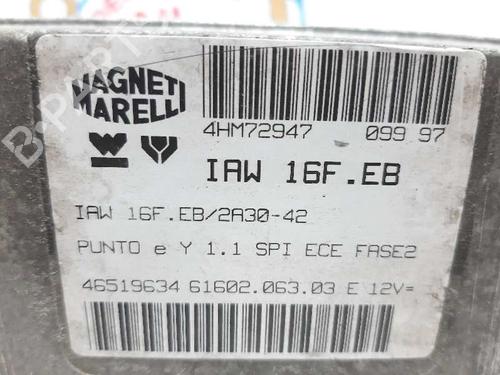 MAGNETI
MARELLI
4HM72947 099 97
IAW 16F.EB
IAW 16F.EB/2A30-42
PUNTO e Y 1.1 SPI ECE FASE2
46519634 61602.063.03 E 12V=